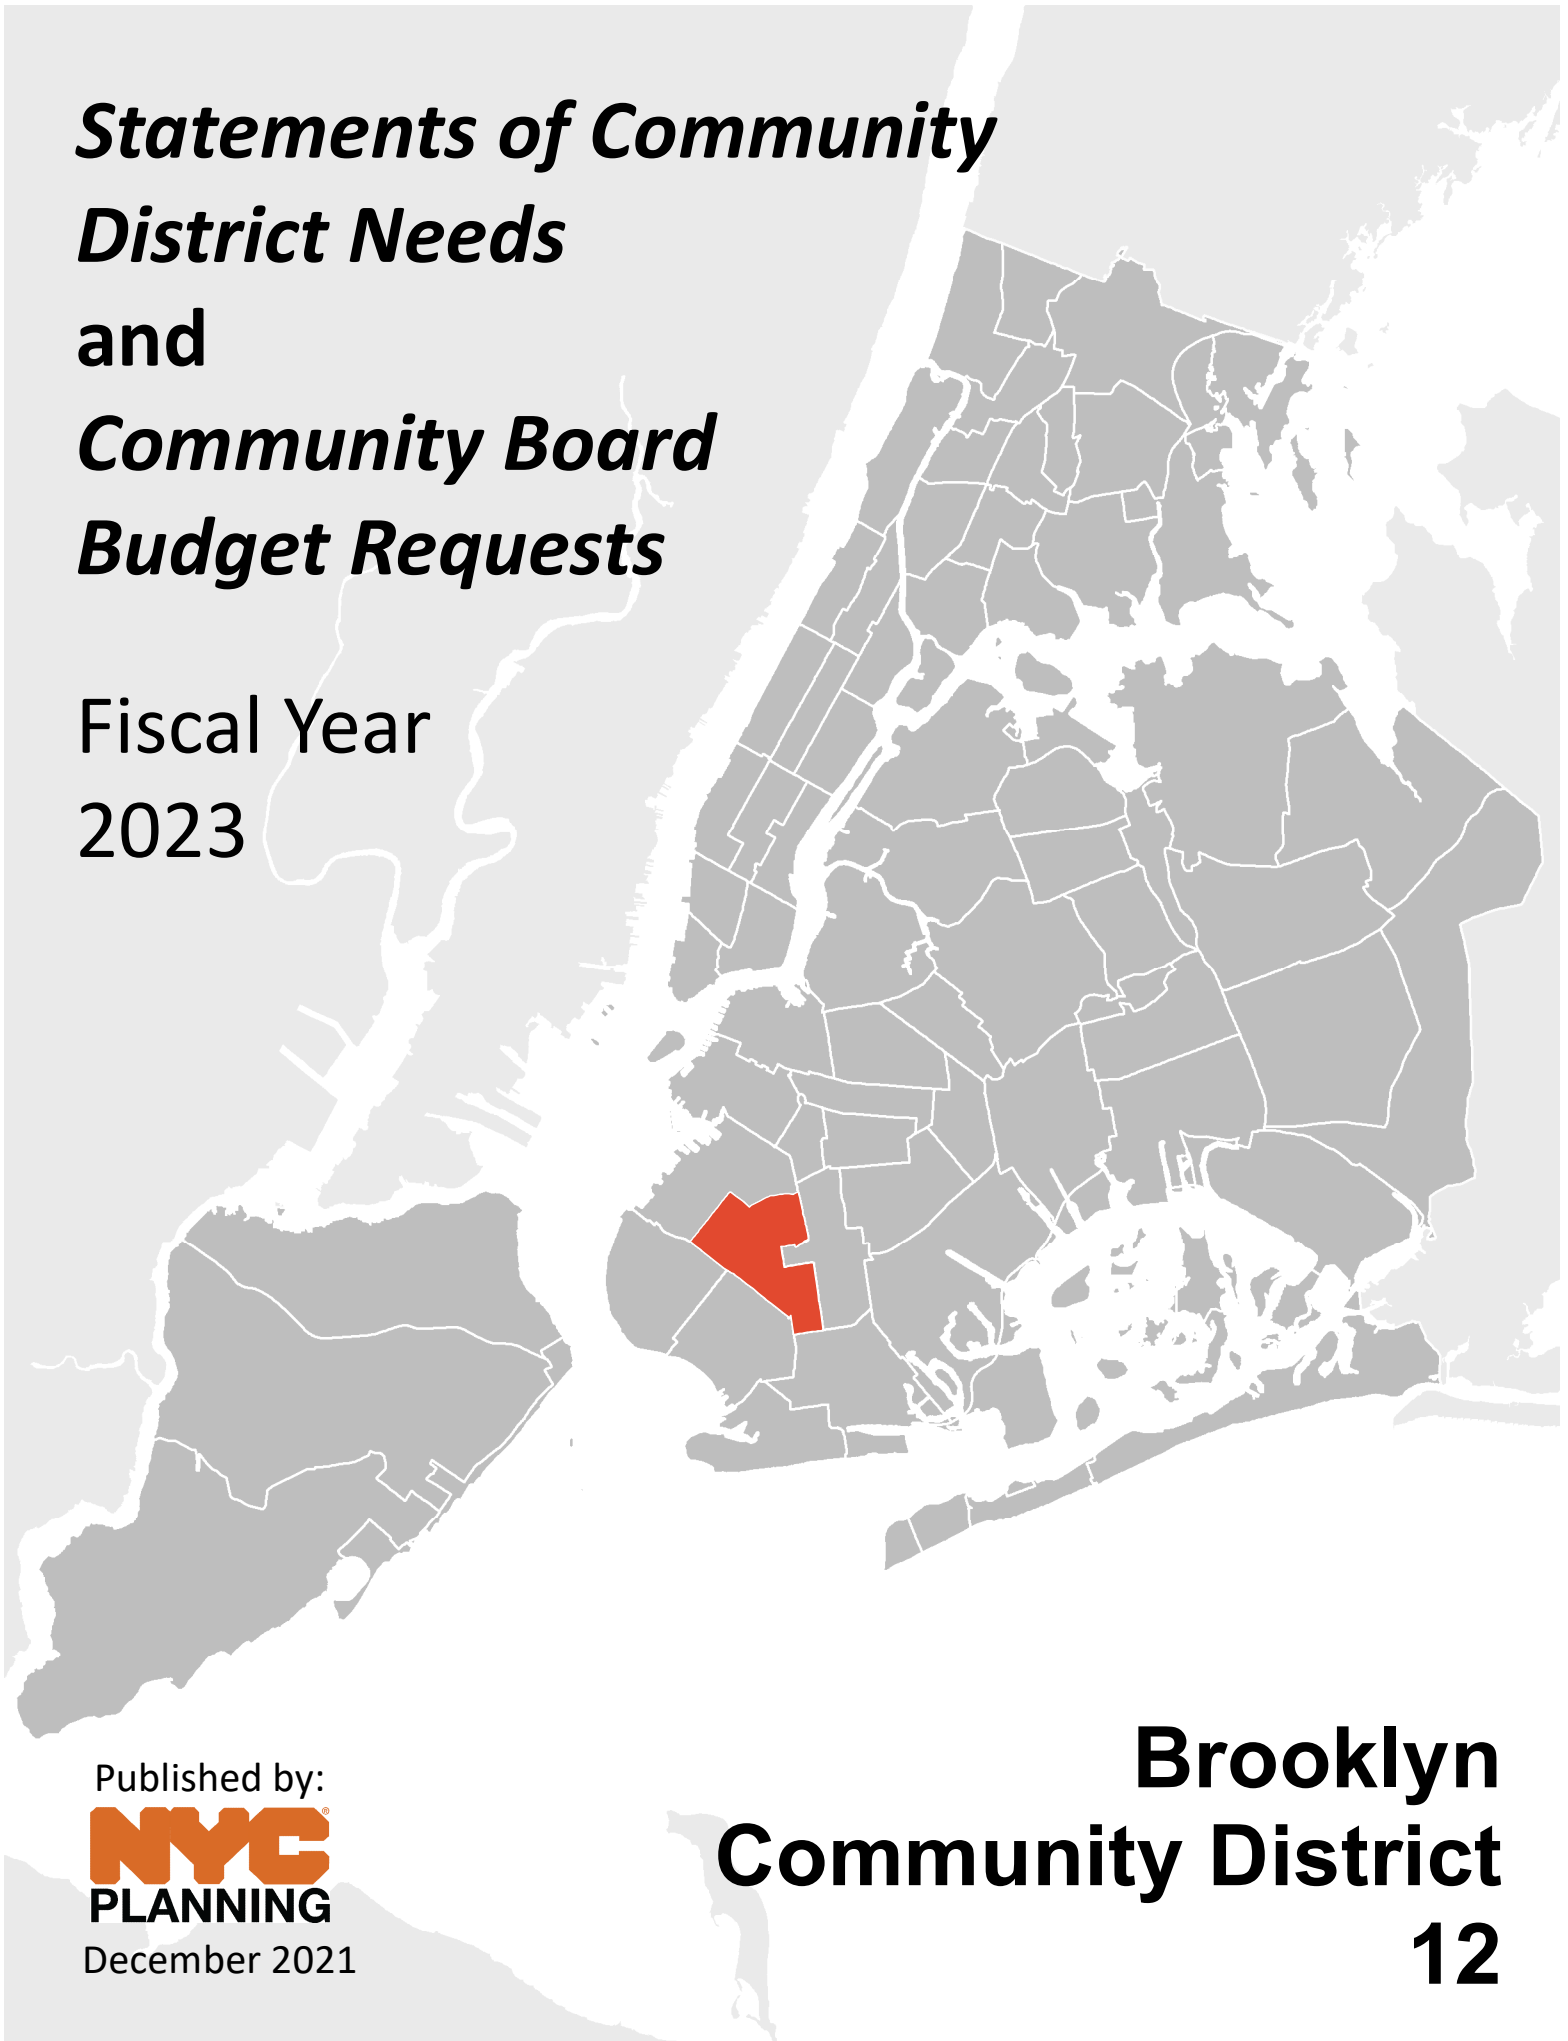 Statements of Community
District Needs
and
Community Board
Budget Requests
Fiscal Year
2023
Published by:
NYC®
PLANNING
December 2021
Brooklyn
Community District
12